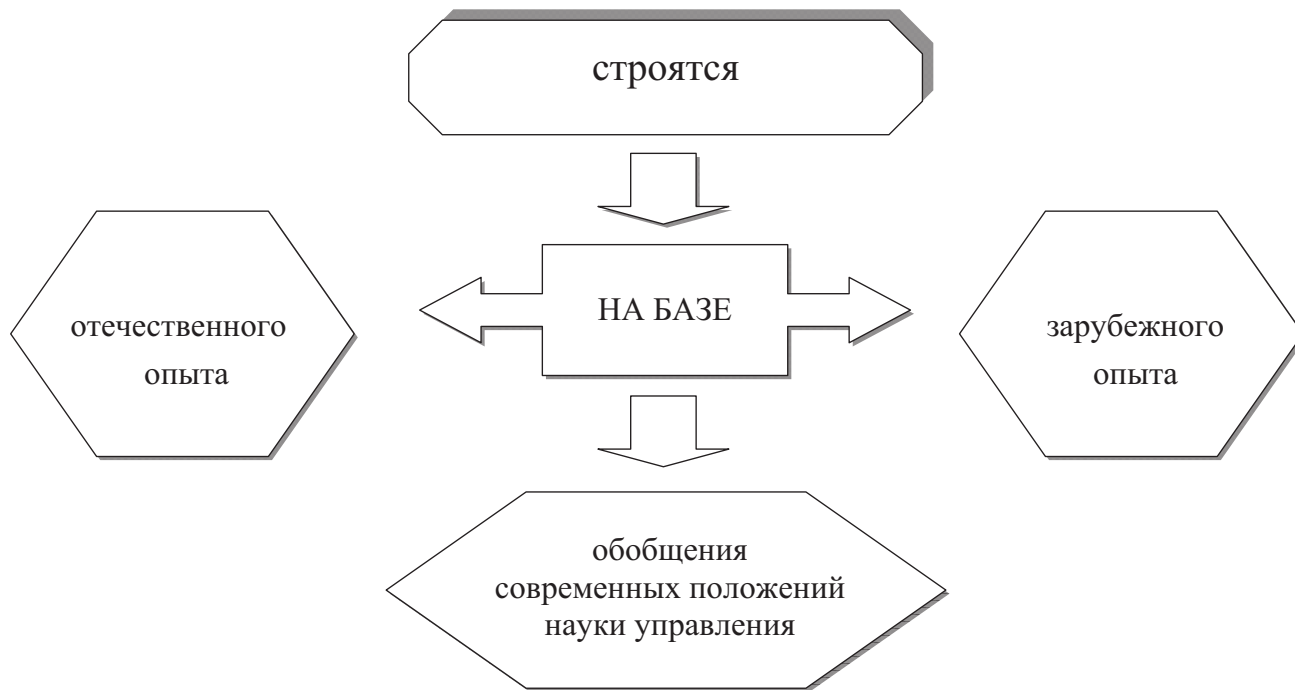 строятся
НА БАЗЕ
отечественного
опыта
зарубежного
опыта
обобщения
современных положений
науки управления